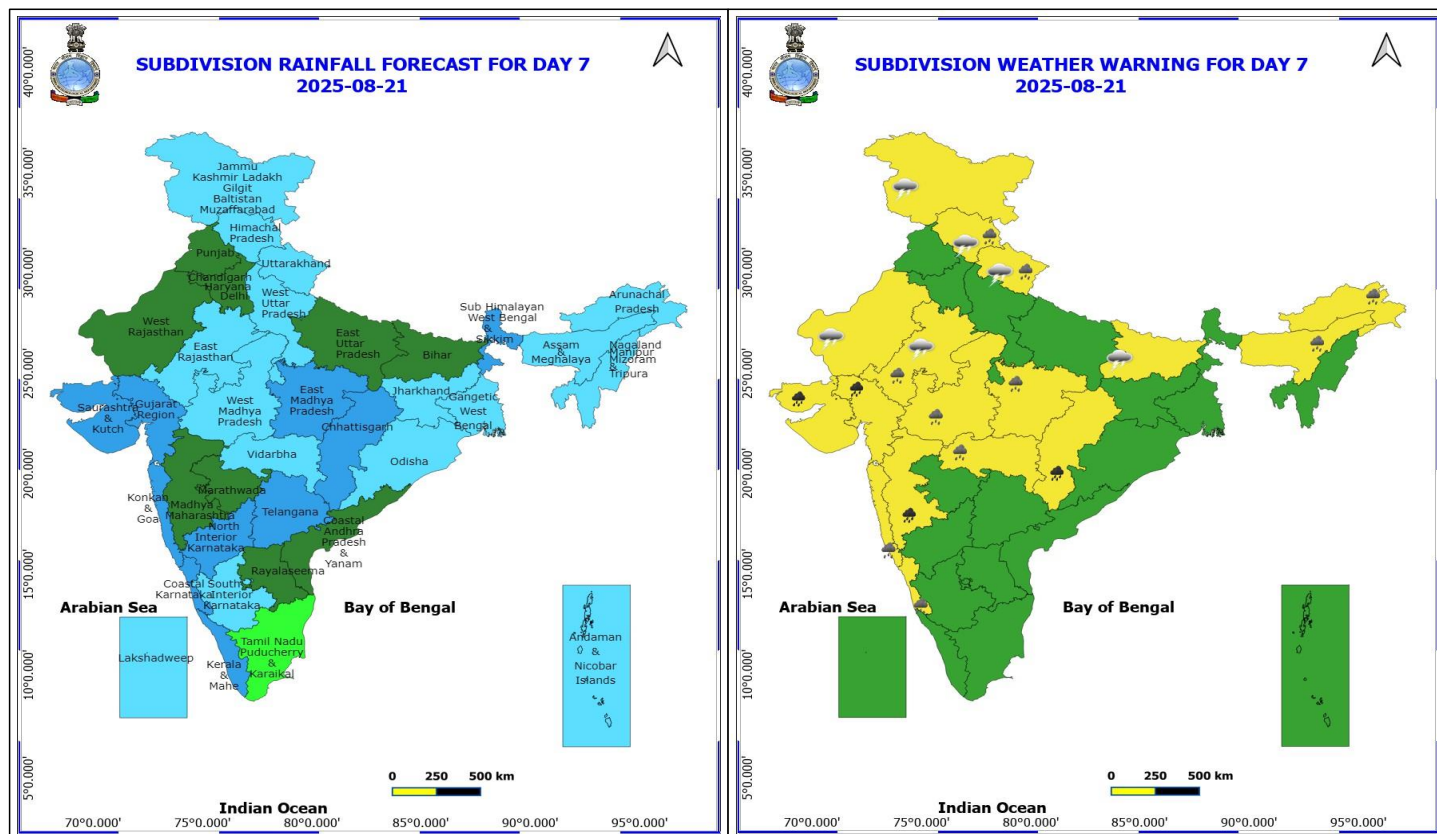 SUBDIVISION RAINFALL FORECAST FOR DAY 7
2025-08-21
40°0.000'
35°0.000'
30°0.000'
25°0.000'
20°0.000'
15°0.000'
10°0.000'
5°0.000'
Jammu
Kashmir Ladakh
Gilgit
Baltistan
Muzaffarabad
Himachal
Pradesh
Punjab
Uttarakhand
Chandigarh
Haryana
Delhi
West
Uttar
Pradesh
West
Rajasthan
East
Rajasthan
East
Uttar
Pradesh
Bihar
Sub Himalayan
West Bengal
&
Sikkim
Arunachal
Pradesh
Assam
&
Meghalaya
Nagaland
Manipur
Mizoram
&
Tripura
Saurashtra
&
Kutch
Gujarat
Region
West
Madhya
Pradesh
East
Madhya
Pradesh
Jharkhand
Gangetic
West
Bengal
Chhattisgarh
Vidarbha
Odisha
Konkan
&
Goa
Madhya
Maharashtra
Marathwada
Telangana
North
Interior
Karnataka
Coastal
Andhra
Pradesh
&
Yanam
Rayalaseema
Coastal
Karnataka
South
Interior
Karnataka
Tamil Nadu
Puducherry
&
Karaikal
Kerala
&
Mahe
Arabian Sea
Bay of Bengal
Lakshadweep
Andaman
&
Nicobar
Islands
0 250 500 km
Indian Ocean
70°0.000' 75°0.000' 80°0.000' 85°0.000' 90°0.000' 95°0.000'
SUBDIVISION WEATHER WARNING FOR DAY 7
2025-08-21
40°0.000'
35°0.000'
30°0.000'
25°0.000'
20°0.000'
15°0.000'
10°0.000'
5°0.000'
Arabian Sea
Bay of Bengal
0 250 500 km
Indian Ocean
70°0.000' 75°0.000' 80°0.000' 85°0.000' 90°0.000' 95°0.000'